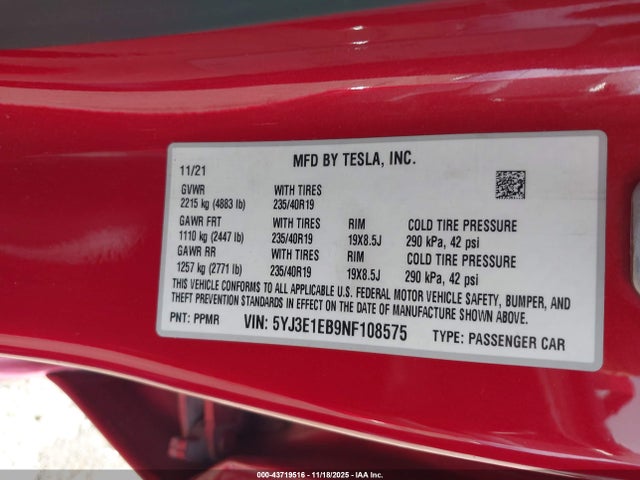 MFD BY TESLA, INC.
11/21
GVWR WITH TIRES
2215 kg (4883 lb) 235/40R19
GAWR FRT WITH TIRES RIM COLD TIRE PRESSURE
1110 kg (2447 lb) 235/40R19 19X8.5J 290 kPa, 42 psi
GAWR RR WITH TIRES RIM COLD TIRE PRESSURE
1257 kg (2771 lb) 235/40R19 19X8.5J 290 kPa, 42 psi
THIS VEHICLE CONFORMS TO ALL APPLICABLE U.S. FEDERAL MOTOR VEHICLE SAFETY, BUMPER, AND
THEFT PREVENTION STANDARDS IN EFFECT ON THE DATE OF MANUFACTURE SHOWN ABOVE.
PNT: PPMR VIN: 5YJ3E1EB9NF108575 TYPE: PASSENGER CAR
000-43719516 - 11/18/2025 - IAA Inc.